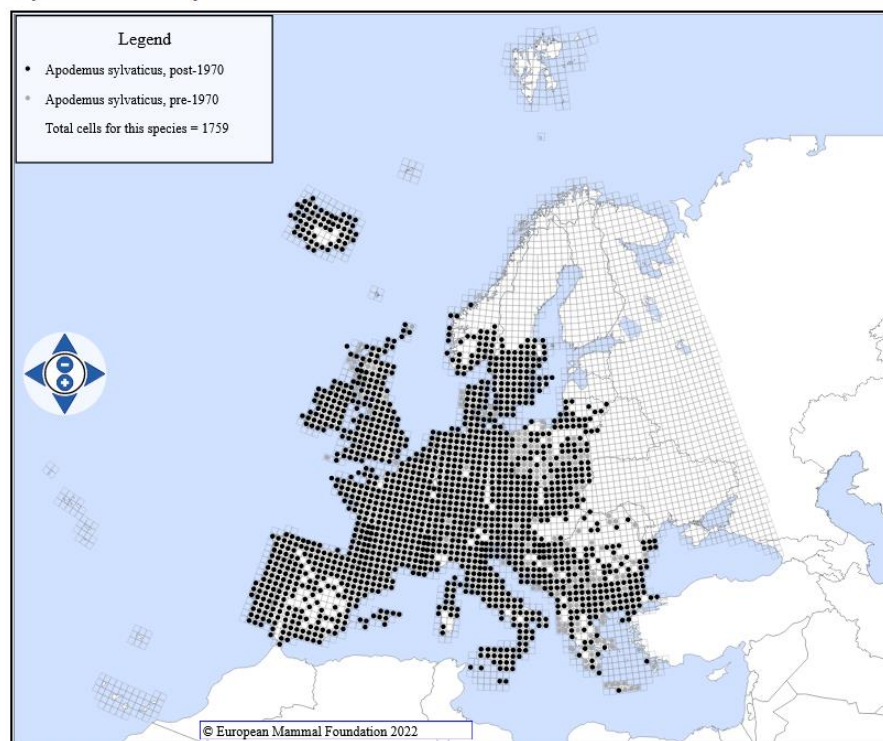 Legend
Apodemus sylvaticus, post-1970
Apodemus sylvaticus, pre-1970
Total cells for this species = 1759
© European Mammal Foundation 2022